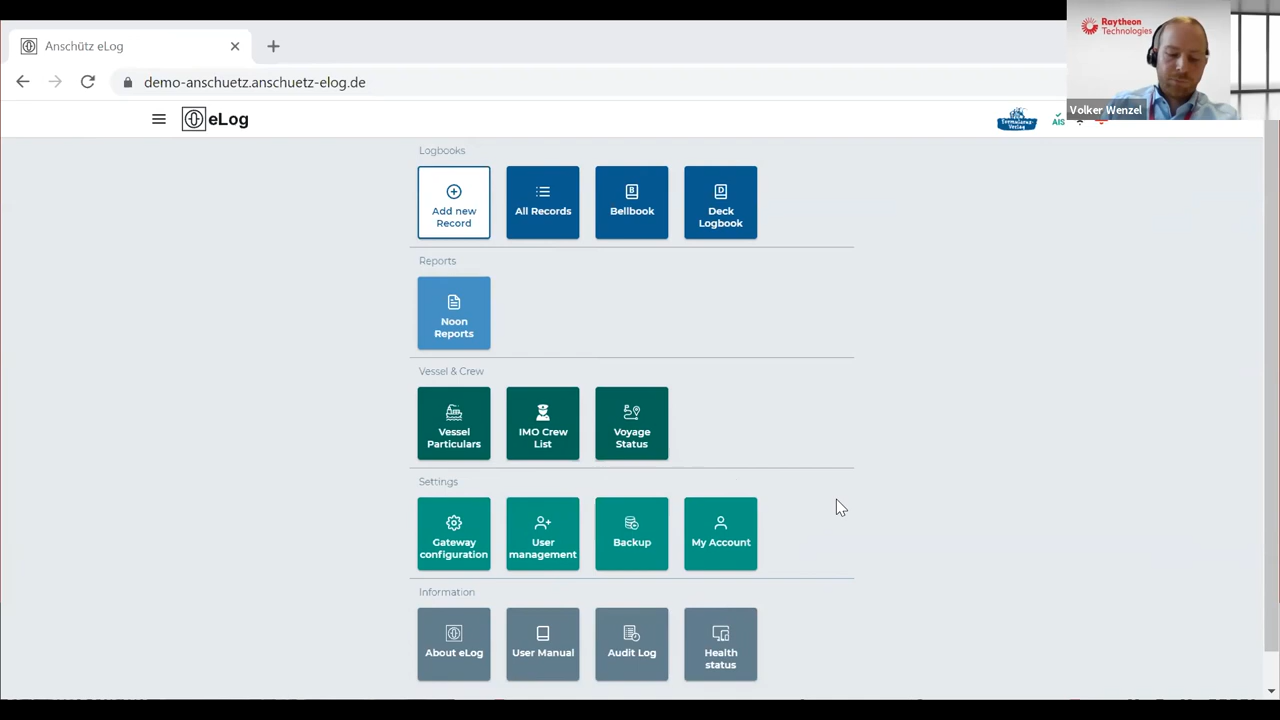 Anschütz eLog
demo-anschuetz.anschuetz-elog.de
Raytheon
Technologies
Volker Wenzel
eLog
Formularus-
Verlag
AIS
Logbooks
Add new
Record
All Records
Bellbook
Deck
Logbook
Reports
Noon
Reports
Vessel & Crew
Vessel
Particulars
IMO Crew
List
Voyage
Status
Settings
Gateway
configuration
User
management
Backup
My Account
Information
About eLog
User Manual
Audit Log
Health
status